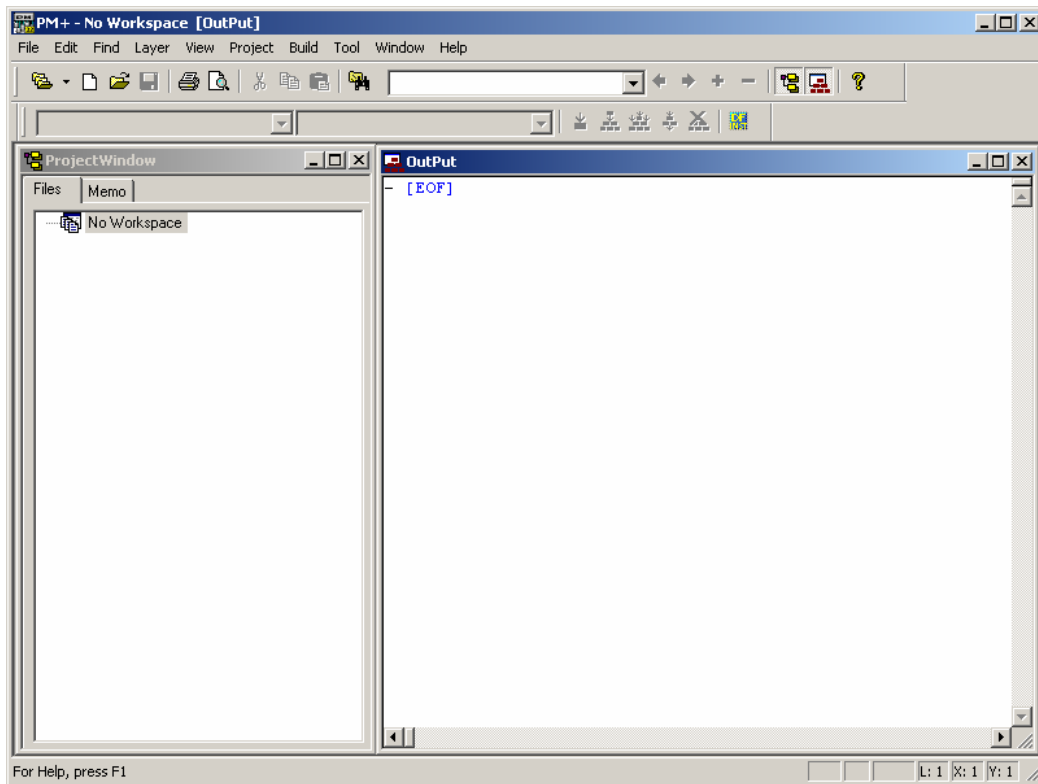 PM+ - No Workspace [OutPut]
File Edit Find Layer View Project Build Tool Window Help
ProjectWindow
OutPut
Files Memo
- [EOF]
No Workspace
For Help, press F1
L: 1 X: 1 Y: 1